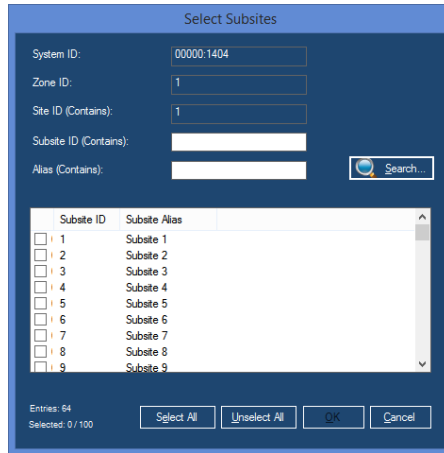 Select Subsites
System ID: 00000:1404
Zone ID: 1
Site ID (Contains): 1
Subsite ID (Contains):
Alias (Contains):
Search...
Subsite ID Subsite Alias
1 Subsite 1
2 Subsite 2
3 Subsite 3
4 Subsite 4
5 Subsite 5
6 Subsite 6
7 Subsite 7
8 Subsite 8
9 Subsite 9
Entries: 64
Selected: 0 / 100
Select All Unselect All OK Cancel